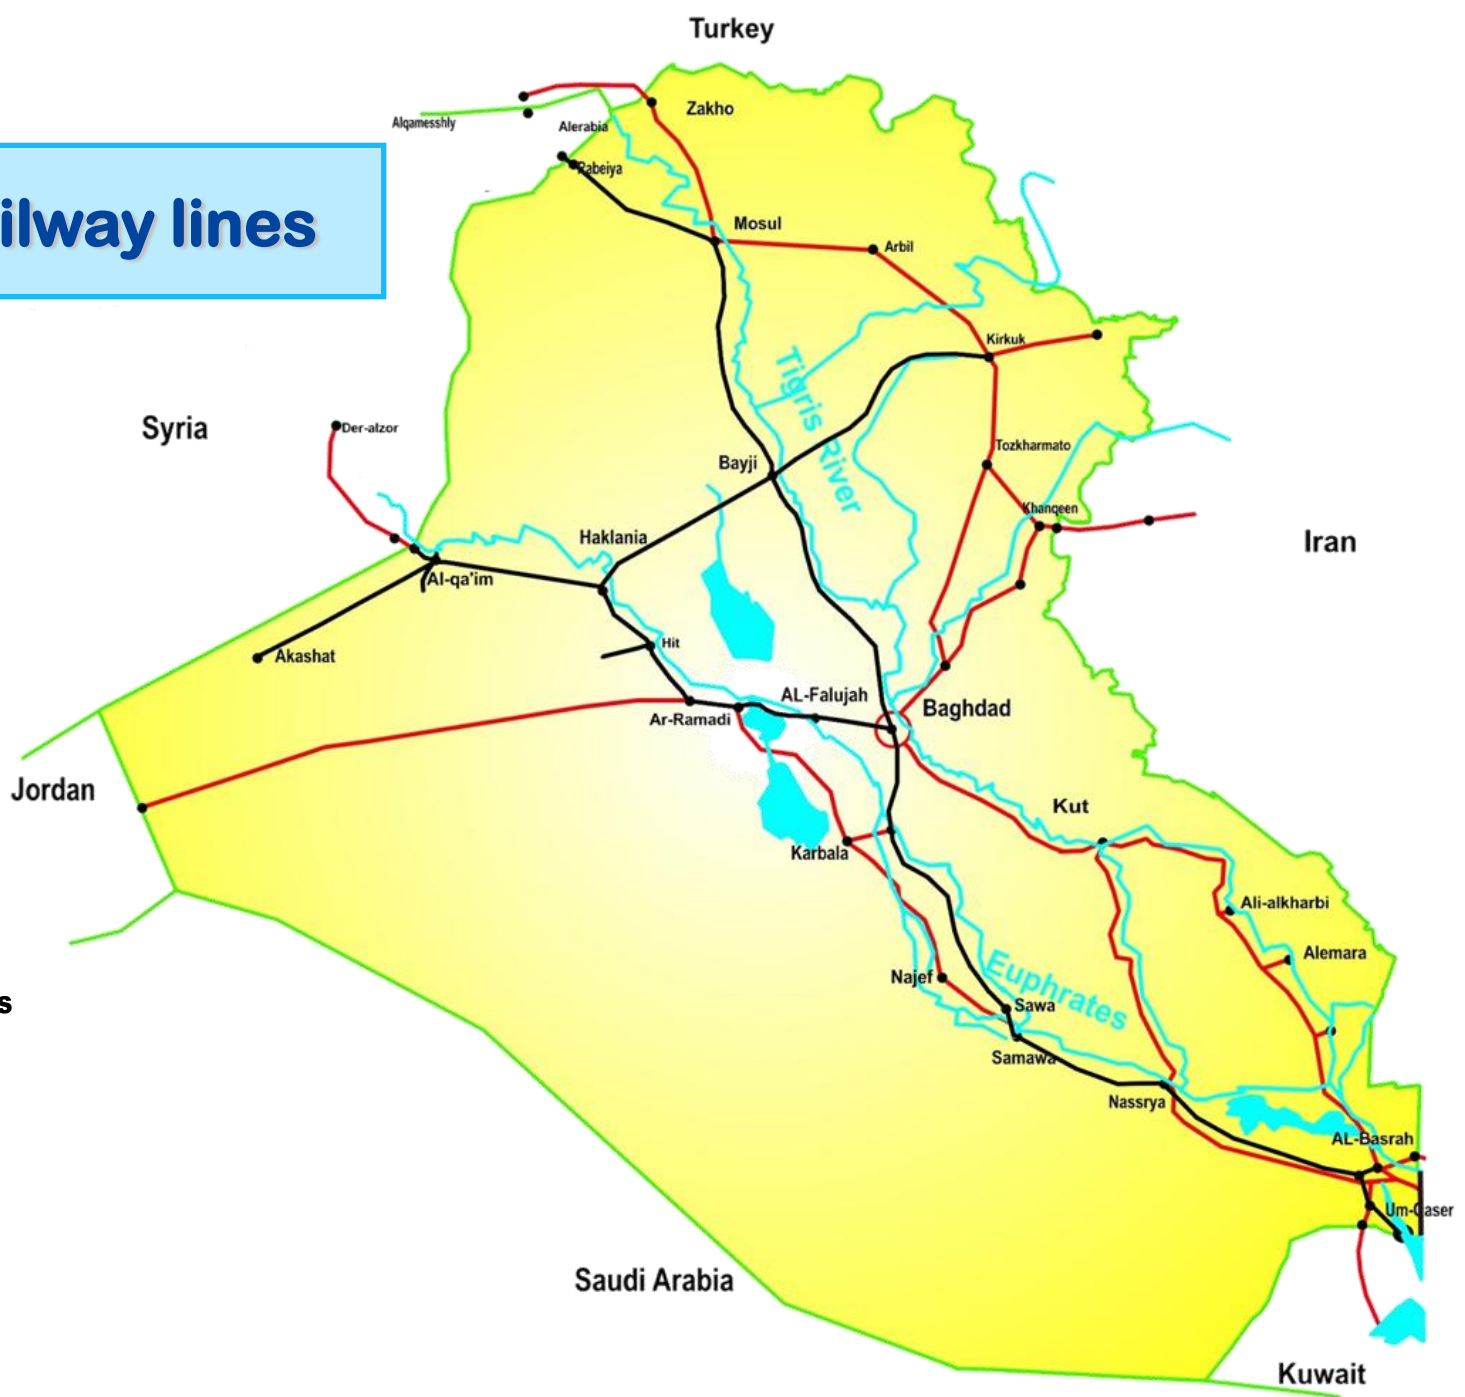 Turkey
Zakho
Alqamesshly
Alerabia
Rabeiya
ilway lines
Mosul
Arbil
Kirkuk
Tigris River
Syria
Der-alzor
Tozkharmato
Bayji
Khanqeen
Haklania
Iran
Al-qa'im
Hit
Akashat
AL-Falujah
Baghdad
Ar-Ramadi
Jordan
Kut
Karbala
Ali-alkharbi
Alemara
Najef
Euphrates
s
Sawa
Samawa
Nassrya
AL-Basrah
Um-Qaser
Saudi Arabia
Kuwait